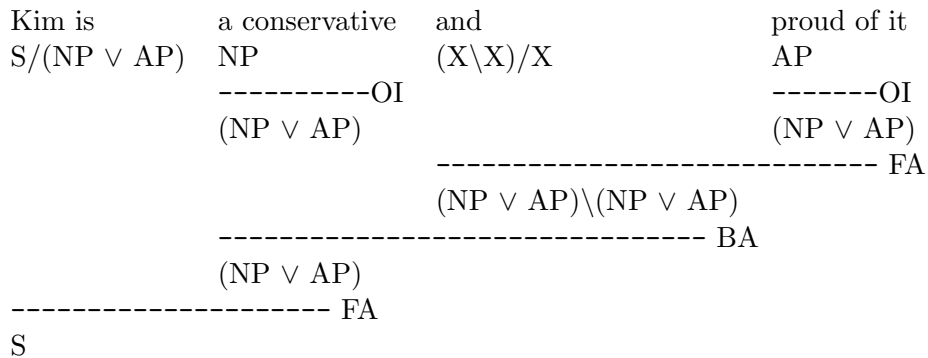 Kim is a conservative and proud of it
S/(NP ∨ AP) NP (X\X)/X AP
----------OI -------OI
(NP ∨ AP) (NP ∨ AP)
---------------------------- FA
(NP ∨ AP)\(NP ∨ AP)
------------------------------- BA
(NP ∨ AP)
--------------------- FA
S